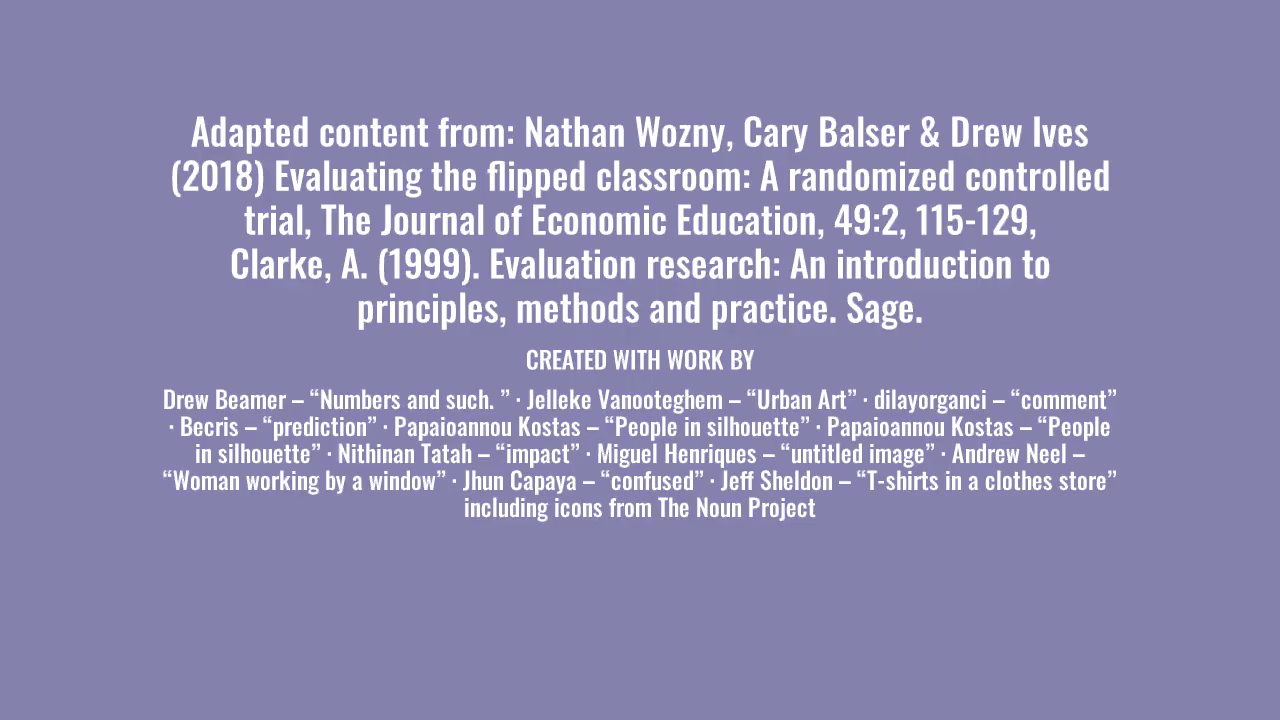 Adapted content from: Nathan Wozny, Cary Balser & Drew Ives
(2018) Evaluating the flipped classroom: A randomized controlled
trial, The Journal of Economic Education, 49:2, 115-129,
Clarke, A. (1999). Evaluation research: An introduction to
principles, methods and practice. Sage.
CREATED WITH WORK BY
Drew Beamer – “Numbers and such. ” · Jelleke Vanooteghem – “Urban Art” · dilayorganci – “comment”
· Becris – “prediction” · Papaioannou Kostas – “People in silhouette” · Papaioannou Kostas – “People
in silhouette” · Nithinan Tatah – “impact” · Miguel Henriques – “untitled image” · Andrew Neel –
“Woman working by a window” · Jhun Capaya – “confused” · Jeff Sheldon – “T-shirts in a clothes store”
including icons from The Noun Project